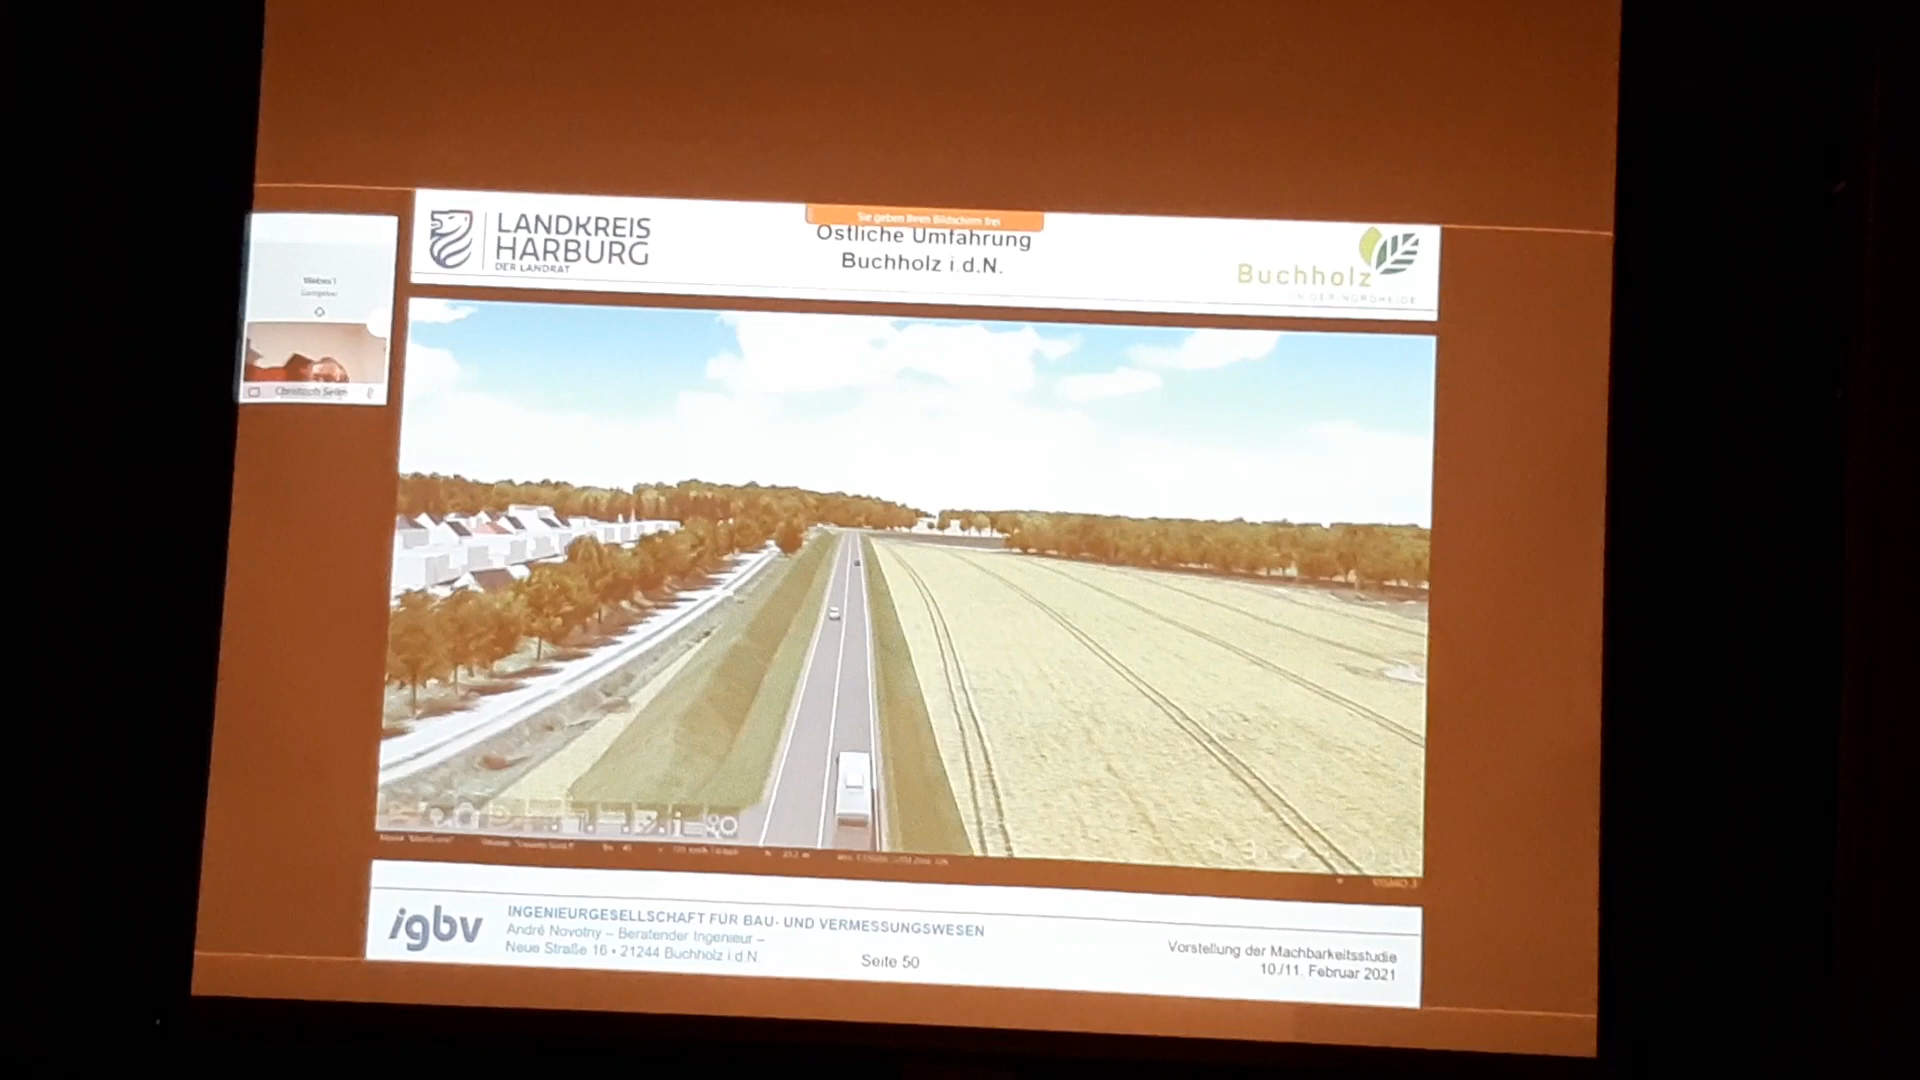 Sie geben Ihren Bildschirm frei
LANDKREIS
HARBURG
DER LANDRAT
Östliche Umfahrung
Buchholz i.d.N.
Buchholz
IN DER NORDHEIDE
igbv
INGENIEURGESELLSCHAFT FÜR BAU- UND VERMESSUNGSWESEN
André Novotny – Beratender Ingenieur –
Neue Straße 16 • 21244 Buchholz i.d.N.
Seite 50
Vorstellung der Machbarkeitsstudie
10./11. Februar 2021